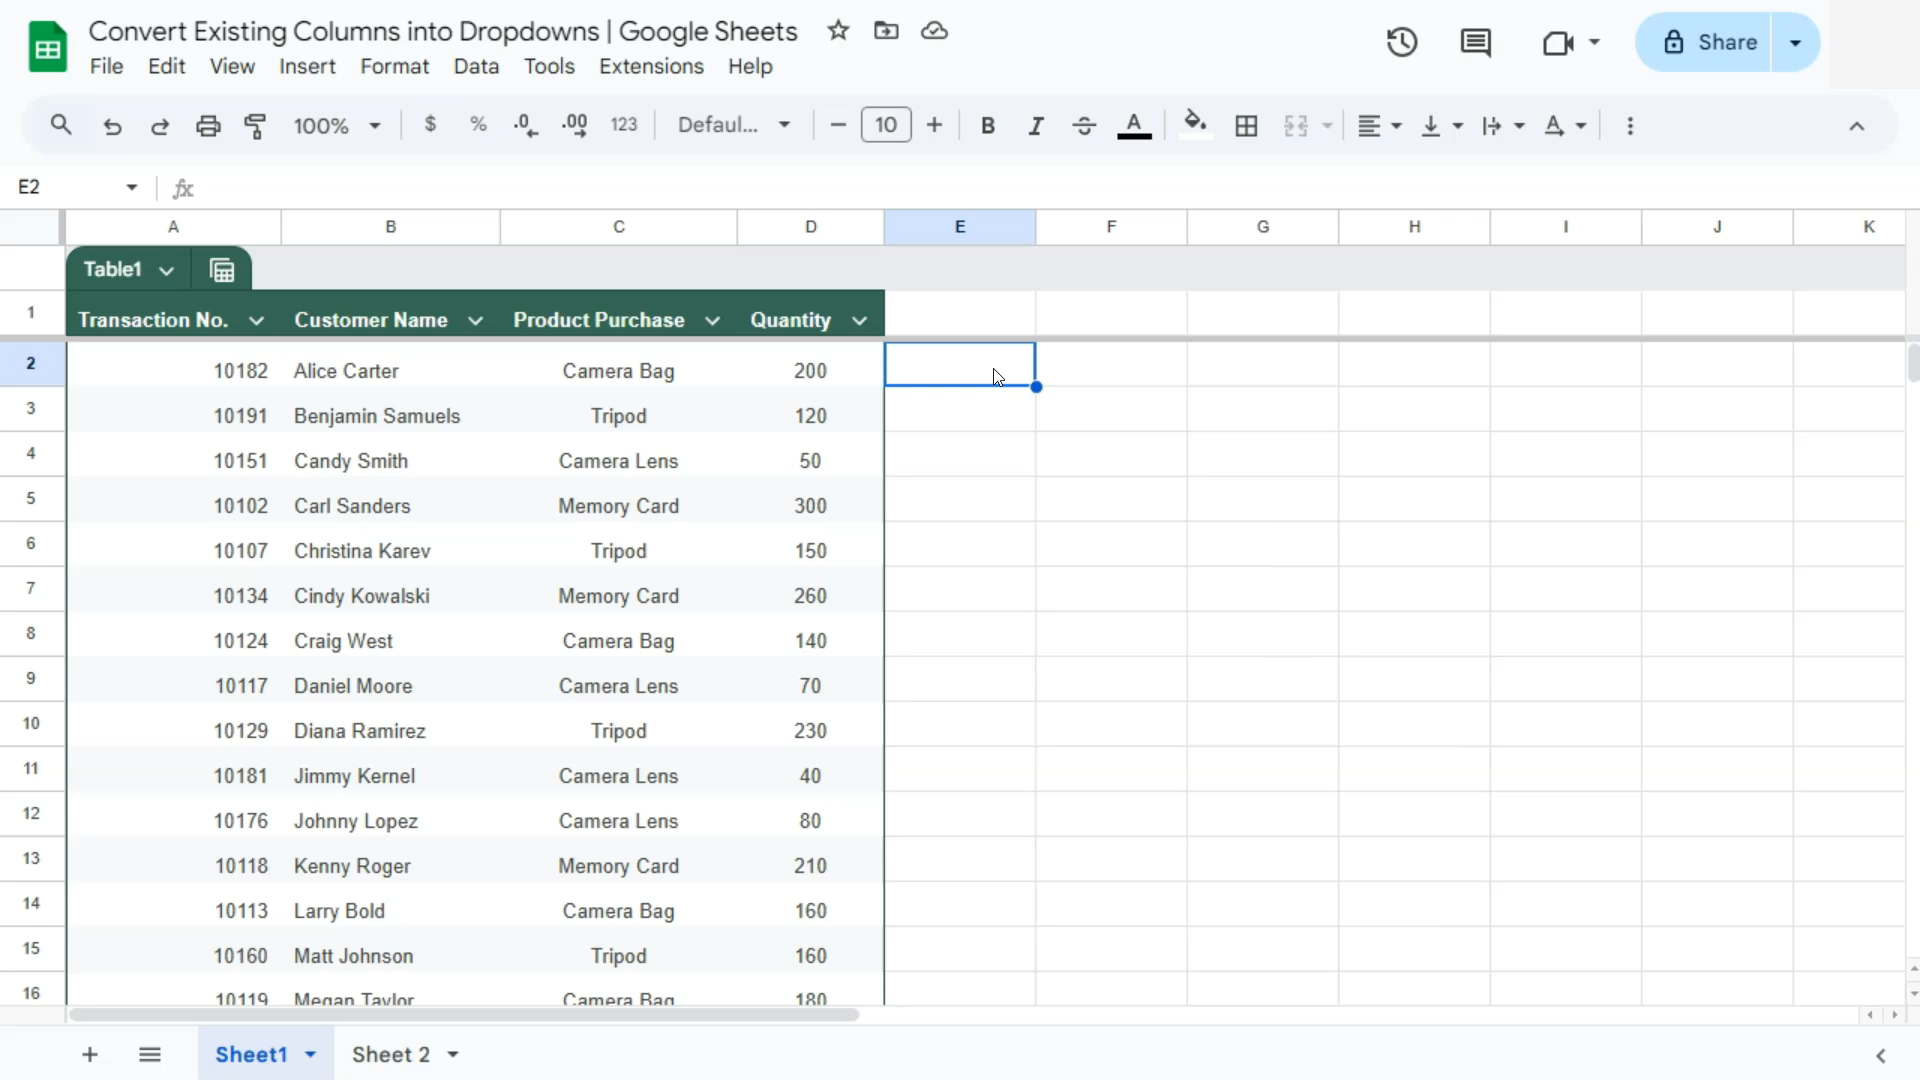 Convert Existing Columns into Dropdowns | Google Sheets
File Edit View Insert Format Data Tools Extensions Help
Share
100% $ % .0 .00 123 Defaul... 10 B I A A
E2 fx
A B C D E F G H I J K
Table1
1 Transaction No. Customer Name Product Purchase Quantity
2 10182 Alice Carter Camera Bag 200
3 10191 Benjamin Samuels Tripod 120
4 10151 Candy Smith Camera Lens 50
5 10102 Carl Sanders Memory Card 300
6 10107 Christina Karev Tripod 150
7 10134 Cindy Kowalski Memory Card 260
8 10124 Craig West Camera Bag 140
9 10117 Daniel Moore Camera Lens 70
10 10129 Diana Ramirez Tripod 230
11 10181 Jimmy Kernel Camera Lens 40
12 10176 Johnny Lopez Camera Lens 80
13 10118 Kenny Roger Memory Card 210
14 10113 Larry Bold Camera Bag 160
15 10160 Matt Johnson Tripod 160
16 10119 Megan Taylor Camera Bag 180
Sheet1 Sheet 2